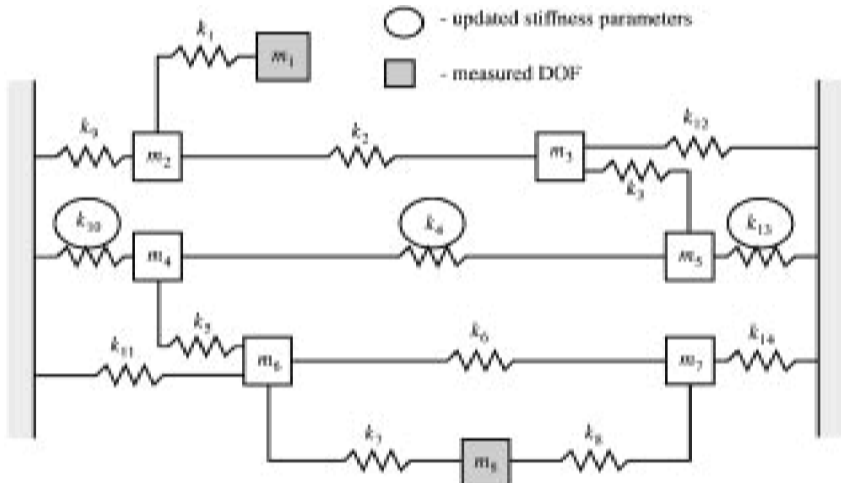 - updated stiffness parameters
k₁
m₁
- measured DOF
k₉
m₂
k₂
m₃
k₁₂
k₃
k₁₀
m₄
k₄
m₅
k₁₃
k₅
k₁₁
m₆
k₆
m₇
k₁₄
k₇
m₈
k₈